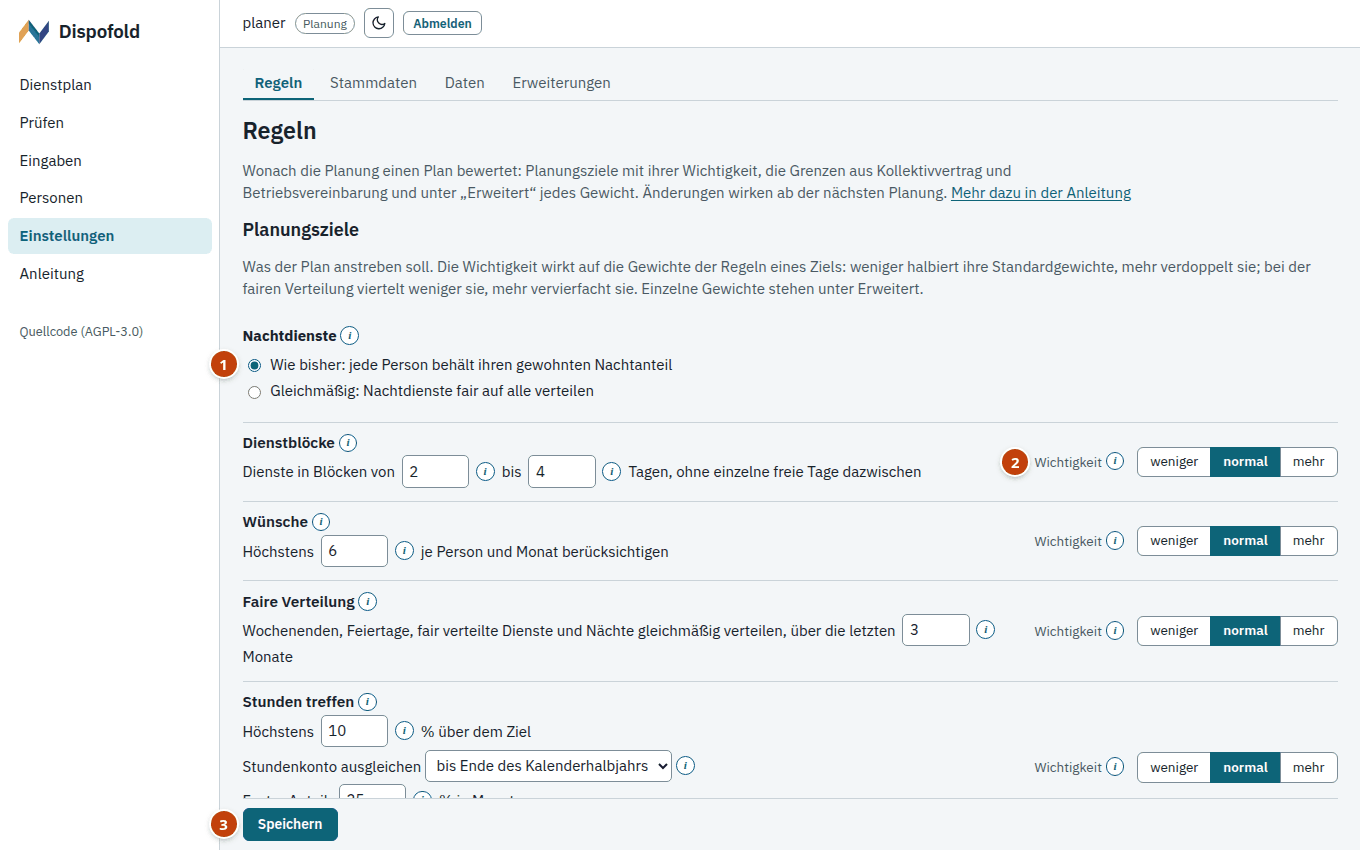 Dispofold
Dienstplan
Prüfen
Eingaben
Personen
Einstellungen
Anleitung
Quellcode (AGPL-3.0)
planer Planung Abmelden
Regeln Stammdaten Daten Erweiterungen
Regeln
Wonach die Planung einen Plan bewertet: Planungsziele mit ihrer Wichtigkeit, die Grenzen aus Kollektivvertrag und
Betriebsvereinbarung und unter „Erweitert“ jedes Gewicht. Änderungen wirken ab der nächsten Planung. Mehr dazu in der Anleitung
Planungsziele
Was der Plan anstreben soll. Die Wichtigkeit wirkt auf die Gewichte der Regeln eines Ziels: weniger halbiert ihre Standardgewichte, mehr verdoppelt sie; bei der
fairen Verteilung viertelt weniger sie, mehr vervierfacht sie. Einzelne Gewichte stehen unter Erweitert.
Nachtdienste i
1 Wie bisher: jede Person behält ihren gewohnten Nachtanteil
Gleichmäßig: Nachtdienste fair auf alle verteilen
Dienstblöcke i
Dienste in Blöcken von 2 i bis 4 i Tagen, ohne einzelne freie Tage dazwischen
2 Wichtigkeit i weniger normal mehr
Wünsche i
Höchstens 6 i je Person und Monat berücksichtigen
Wichtigkeit i weniger normal mehr
Faire Verteilung i
Wochenenden, Feiertage, fair verteilte Dienste und Nächte gleichmäßig verteilen, über die letzten 3 i
Monate
Wichtigkeit i weniger normal mehr
Stunden treffen i
Höchstens 10 i % über dem Ziel
Stundenkonto ausgleichen bis Ende des Kalenderhalbjahrs i
Wichtigkeit i weniger normal mehr
3 Speichern